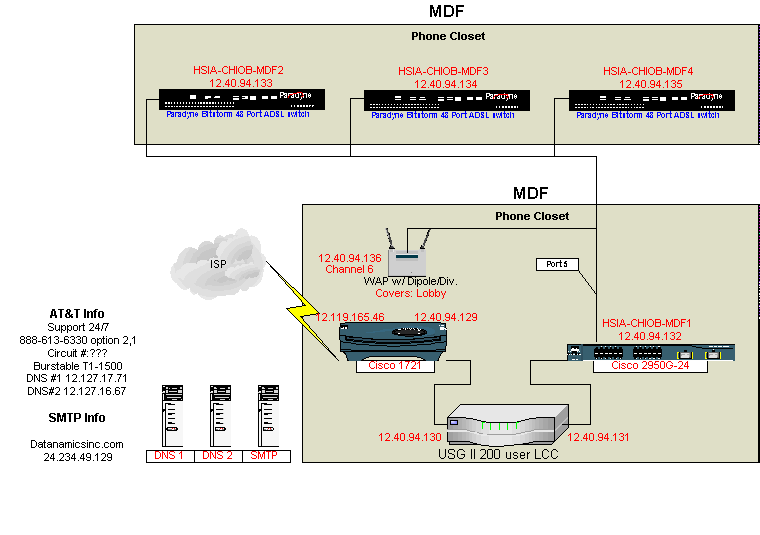 MDF
Phone Closet
HSIA-CHIOB-MDF2
12.40.94.133
Paradyne
Paradyne Bitstorm 48 Port ADSL switch
HSIA-CHIOB-MDF3
12.40.94.134
Paradyne
Paradyne Bitstorm 48 Port ADSL switch
HSIA-CHIOB-MDF4
12.40.94.135
Paradyne
Paradyne Bitstorm 48 Port ADSL switch
MDF
Phone Closet
ISP
12.40.94.136
Channel 6
WAP w/ Dipole/Div.
Covers: Lobby
Port 5
12.119.165.46
12.40.94.129
Cisco 1721
HSIA-CHIOB-MDF1
12.40.94.132
Cisco 2950G-24
AT&T Info
Support 24/7
888-613-6330 option 2,1
Circuit #:???
Burstable T1-1500
DNS #1 12.127.17.71
DNS#2 12.127.16.67
SMTP Info
Datanamicsinc.com
24.234.49.129
DNS 1
DNS 2
SMTP
12.40.94.130
12.40.94.131
USG II 200 user LCC